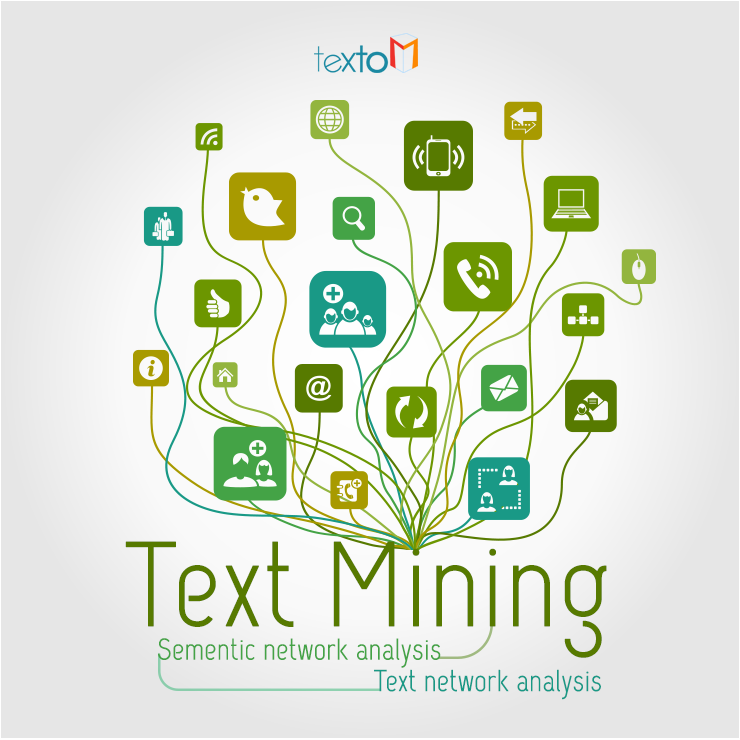 textoM
@
i
Text Mining
Sementic network analysis
Text network analysis